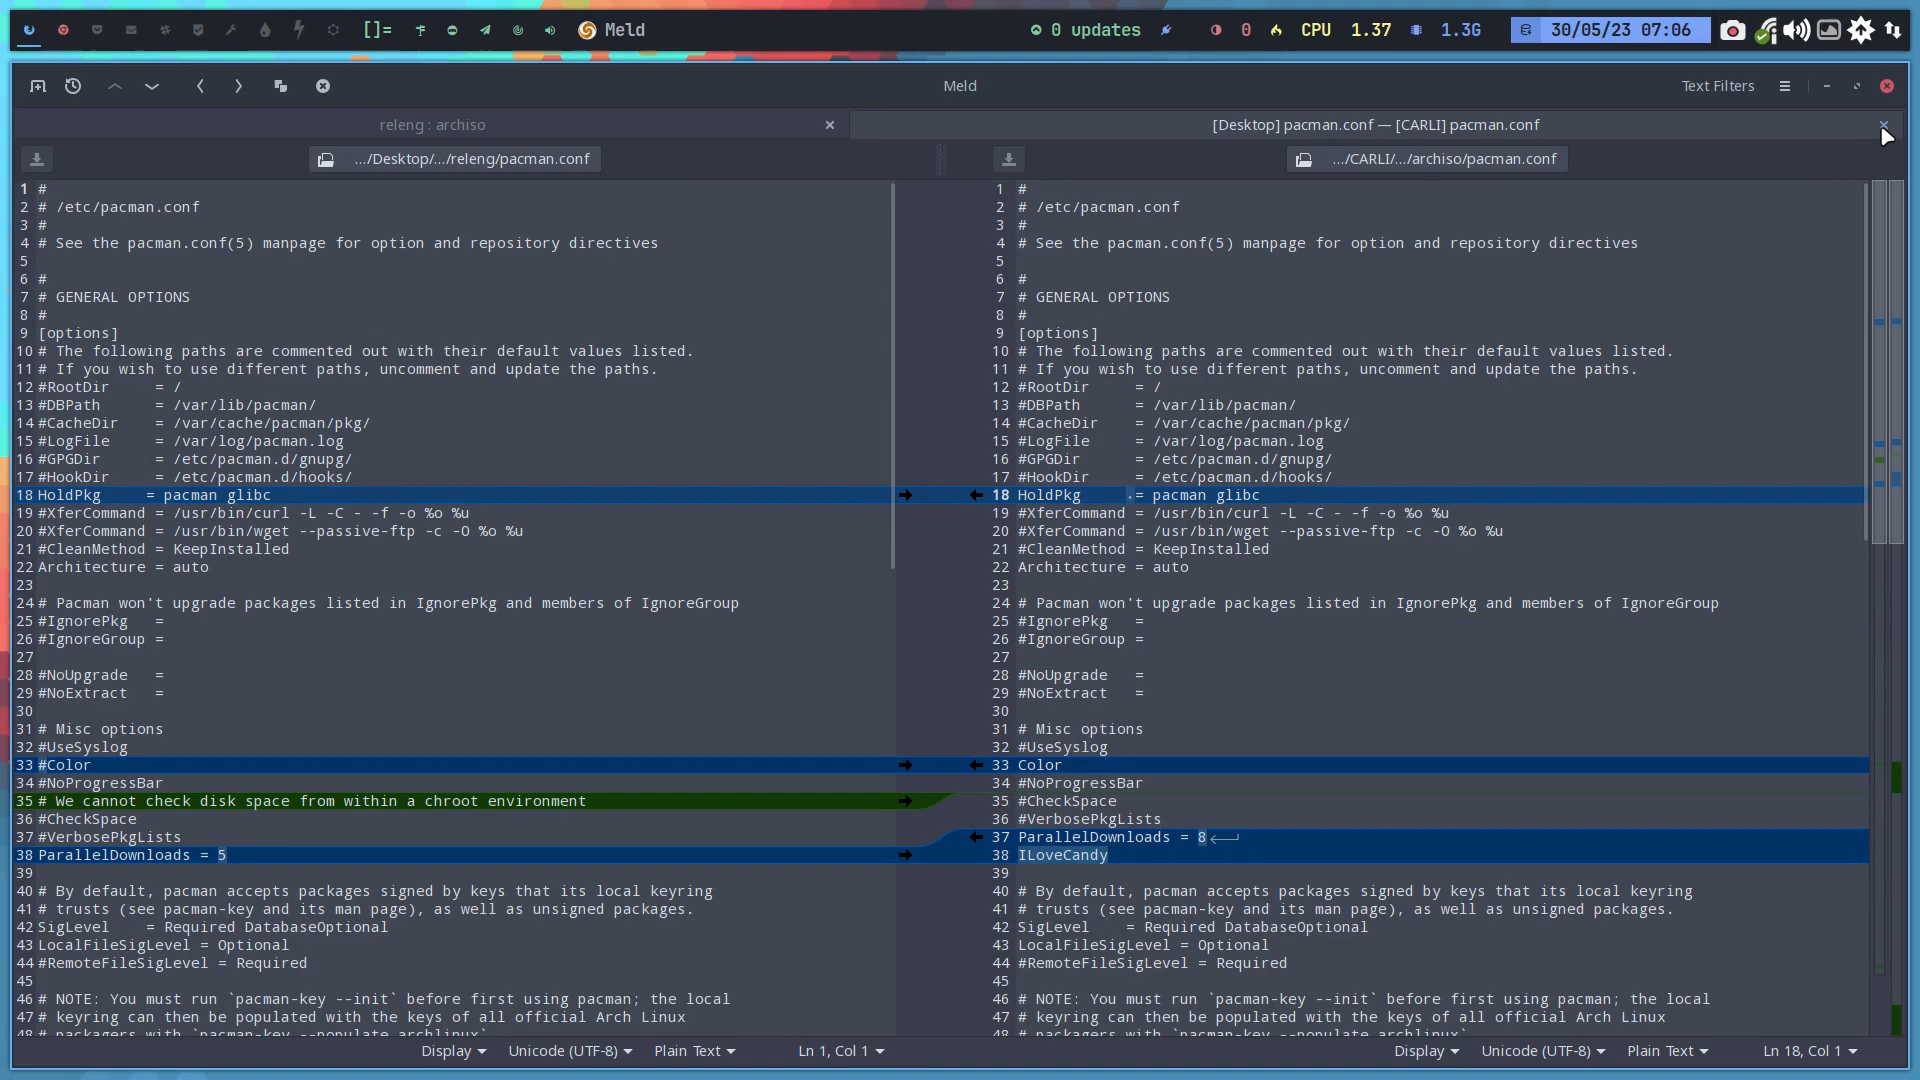 []= Meld 0 updates 0 CPU 1.37 1.3G 30/05/23 07:06
Meld Text Filters
releng : archiso
[Desktop] pacman.conf — [CARLI] pacman.conf
.../Desktop/.../releng/pacman.conf
.../CARLI/.../archiso/pacman.conf
1 #
2 # /etc/pacman.conf
3 #
4 # See the pacman.conf(5) manpage for option and repository directives
5
6 #
7 # GENERAL OPTIONS
8 #
9 [options]
10 # The following paths are commented out with their default values listed.
11 # If you wish to use different paths, uncomment and update the paths.
12 #RootDir     = /
13 #DBPath      = /var/lib/pacman/
14 #CacheDir    = /var/cache/pacman/pkg/
15 #LogFile     = /var/log/pacman.log
16 #GPGDir      = /etc/pacman.d/gnupg/
17 #HookDir     = /etc/pacman.d/hooks/
18 HoldPkg     = pacman glibc
19 #XferCommand = /usr/bin/curl -L -C - -f -o %o %u
20 #XferCommand = /usr/bin/wget --passive-ftp -c -O %o %u
21 #CleanMethod = KeepInstalled
22 Architecture = auto
23
24 # Pacman won't upgrade packages listed in IgnorePkg and members of IgnoreGroup
25 #IgnorePkg   =
26 #IgnoreGroup =
27
28 #NoUpgrade   =
29 #NoExtract   =
30
31 # Misc options
32 #UseSyslog
33 #Color
34 #NoProgressBar
35 # We cannot check disk space from within a chroot environment
36 #CheckSpace
37 #VerbosePkgLists
38 ParallelDownloads = 5
39
40 # By default, pacman accepts packages signed by keys that its local keyring
41 # trusts (see pacman-key and its man page), as well as unsigned packages.
42 SigLevel    = Required DatabaseOptional
43 LocalFileSigLevel = Optional
44 #RemoteFileSigLevel = Required
45
46 # NOTE: You must run `pacman-key --init` before first using pacman; the local
47 # keyring can then be populated with the keys of all official Arch Linux
48 # packagers with `pacman-key --populate archlinux`
1 #
2 # /etc/pacman.conf
3 #
4 # See the pacman.conf(5) manpage for option and repository directives
5
6 #
7 # GENERAL OPTIONS
8 #
9 [options]
10 # The following paths are commented out with their default values listed.
11 # If you wish to use different paths, uncomment and update the paths.
12 #RootDir     = /
13 #DBPath      = /var/lib/pacman/
14 #CacheDir    = /var/cache/pacman/pkg/
15 #LogFile     = /var/log/pacman.log
16 #GPGDir      = /etc/pacman.d/gnupg/
17 #HookDir     = /etc/pacman.d/hooks/
18 HoldPkg      = pacman glibc
19 #XferCommand = /usr/bin/curl -L -C - -f -o %o %u
20 #XferCommand = /usr/bin/wget --passive-ftp -c -O %o %u
21 #CleanMethod = KeepInstalled
22 Architecture = auto
23
24 # Pacman won't upgrade packages listed in IgnorePkg and members of IgnoreGroup
25 #IgnorePkg   =
26 #IgnoreGroup =
27
28 #NoUpgrade   =
29 #NoExtract   =
30
31 # Misc options
32 #UseSyslog
33 Color
34 #NoProgressBar
35 #CheckSpace
36 #VerbosePkgLists
37 ParallelDownloads = 8
38 ILoveCandy
39
40 # By default, pacman accepts packages signed by keys that its local keyring
41 # trusts (see pacman-key and its man page), as well as unsigned packages.
42 SigLevel    = Required DatabaseOptional
43 LocalFileSigLevel = Optional
44 #RemoteFileSigLevel = Required
45
46 # NOTE: You must run `pacman-key --init` before first using pacman; the local
47 # keyring can then be populated with the keys of all official Arch Linux
48 # packagers with `pacman-key --populate archlinux`
Display Unicode (UTF-8) Plain Text Ln 1, Col 1
Display Unicode (UTF-8) Plain Text Ln 18, Col 1